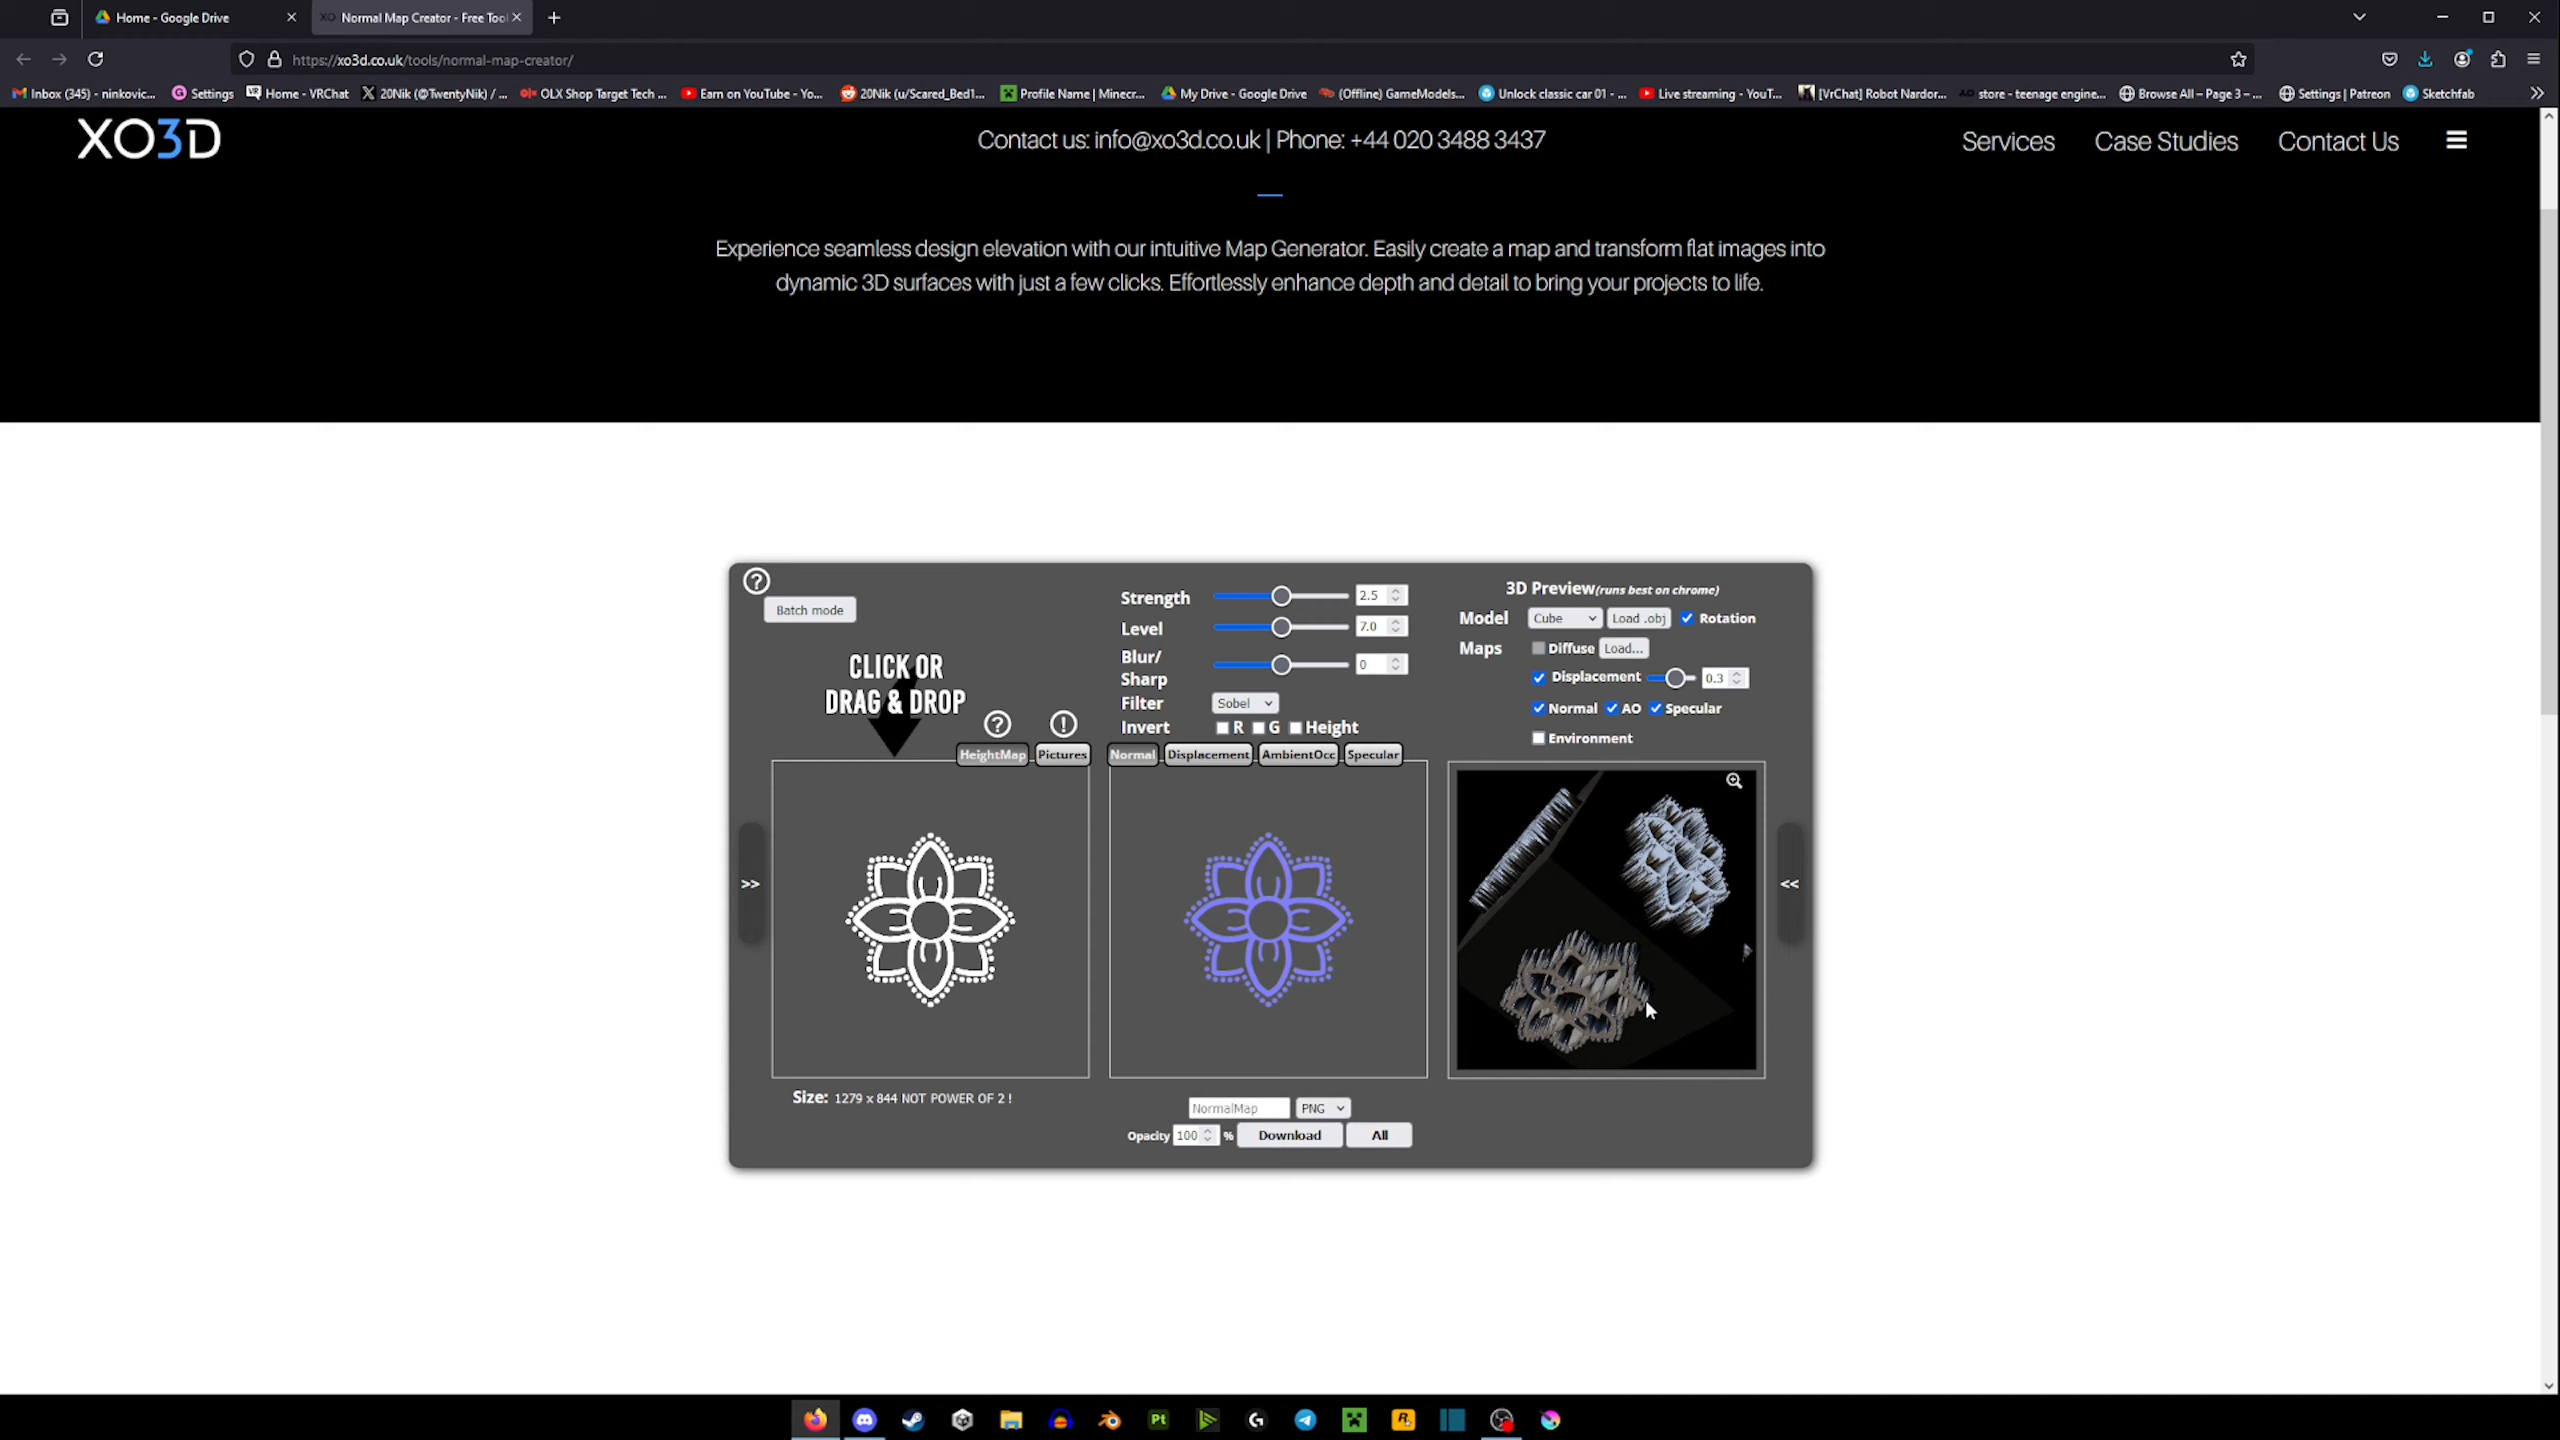 Home - Google Drive
XO Normal Map Creator - Free Tool
https://xo3d.co.uk/tools/normal-map-creator/
Inbox (345) - ninkovic...
Settings
Home - VRChat
20Nik (@TwentyNik) / ...
OLX Shop Target Tech ...
Earn on YouTube - Yo...
20Nik (u/Scared_Bed1...
Profile Name | Minecr...
My Drive - Google Drive
(Offline) GameModels...
Unlock classic car 01 - ...
Live streaming - YouT...
[VrChat] Robot Nardor...
store - teenage engine...
Browse All – Page 3 – ...
Settings | Patreon
Sketchfab
XO3D
Contact us: info@xo3d.co.uk | Phone: +44 020 3488 3437
Services
Case Studies
Contact Us
Experience seamless design elevation with our intuitive Map Generator. Easily create a map and transform flat images into
dynamic 3D surfaces with just a few clicks. Effortlessly enhance depth and detail to bring your projects to life.
?
Batch mode
CLICK OR
DRAG & DROP
?
!
HeightMap
Pictures
Strength 2.5
Level 7.0
Blur/
Sharp 0
Filter Sobel
Invert R G Height
Normal Displacement AmbientOcc Specular
3D Preview(runs best on chrome)
Model Cube Load .obj Rotation
Maps Diffuse Load...
Displacement 0.3
Normal AO Specular
Environment
>>
<<
Size: 1279 x 844 NOT POWER OF 2 !
NormalMap PNG
Opacity 100 % Download All
Pt